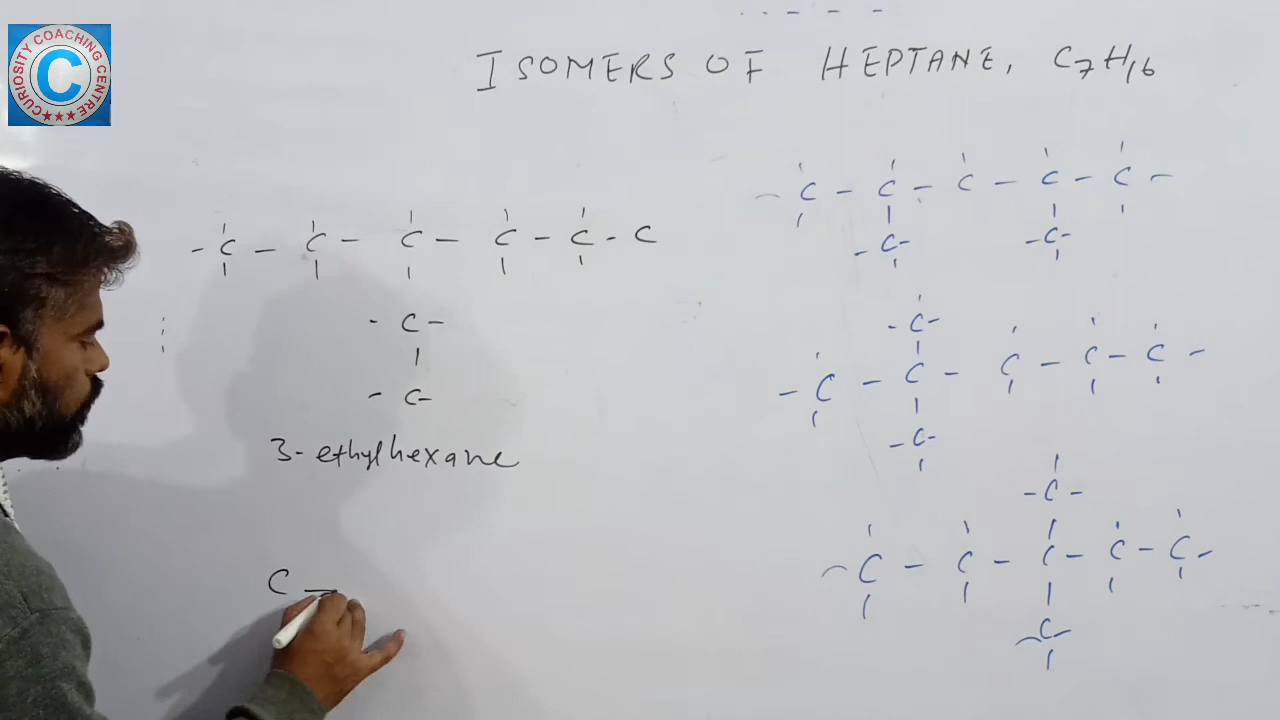 CURIOSITY COACHING CENTRE
C
ISOMERS OF HEPTANE, C7H16
- C - C - C - C - C - C
- C -
- C -
3-ethylhexane
C -
- C - C - C - C - C -
- C - - C -
- C -
- C - C - C - C - C -
- C -
- C -
- C - C - C - C - C -
- C -